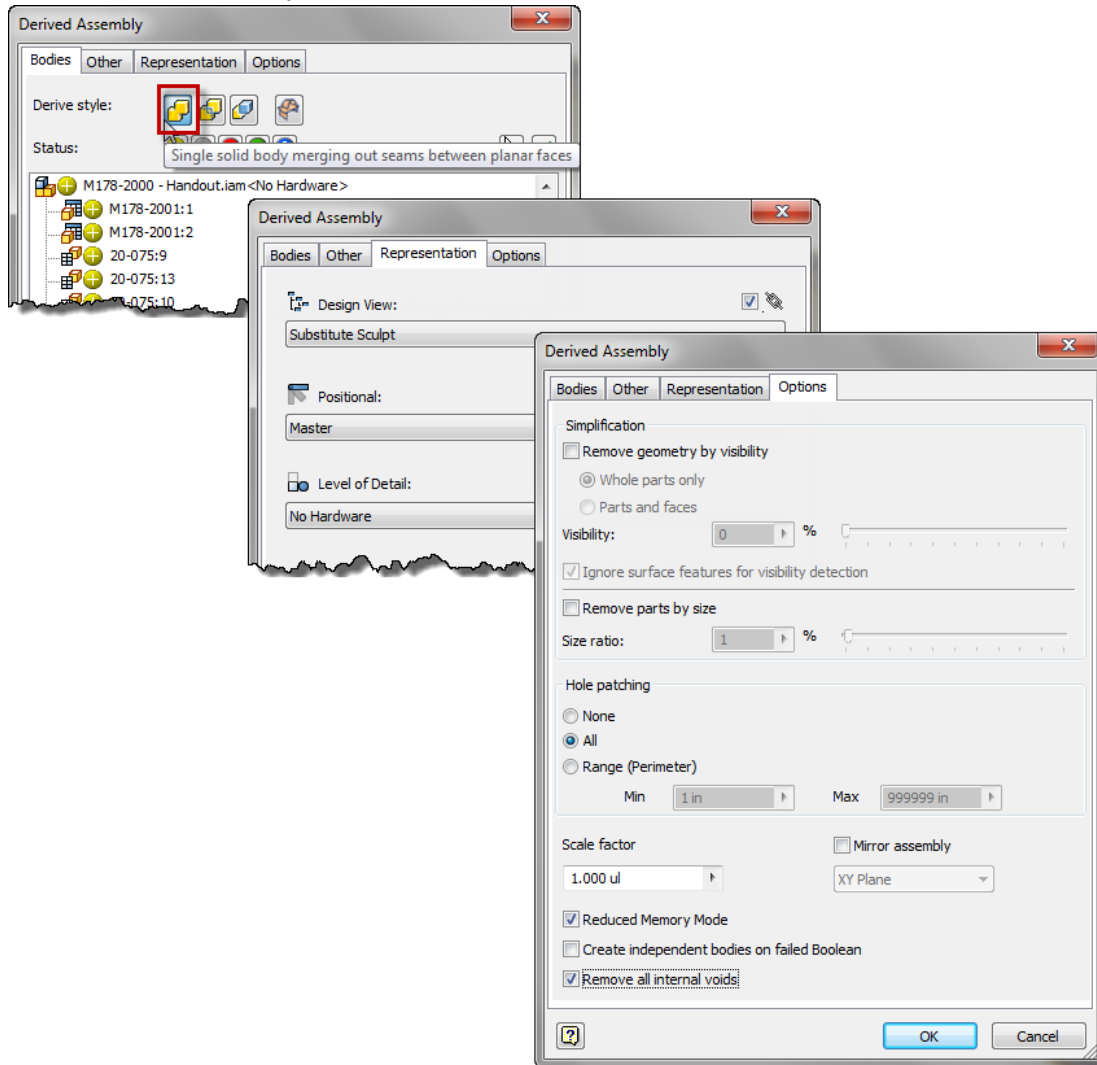 Derived Assembly
Bodies Other Representation Options
Derive style:
Status:
Single solid body merging out seams between planar faces
M178-2000 - Handout.iam<No Hardware>
M178-2001:1
M178-2001:2
20-075:9
20-075:13
-075:10
Derived Assembly
Bodies Other Representation Options
Design View:
Substitute Sculpt
Positional:
Master
Level of Detail:
No Hardware
Derived Assembly
Bodies Other Representation Options
Simplification
Remove geometry by visibility
Whole parts only
Parts and faces
Visibility: 0 %
Ignore surface features for visibility detection
Remove parts by size
Size ratio: 1 %
Hole patching
None
All
Range (Perimeter)
Min 1 in Max 999999 in
Scale factor Mirror assembly
1.000 ul XY Plane
Reduced Memory Mode
Create independent bodies on failed Boolean
Remove all internal voids
OK Cancel